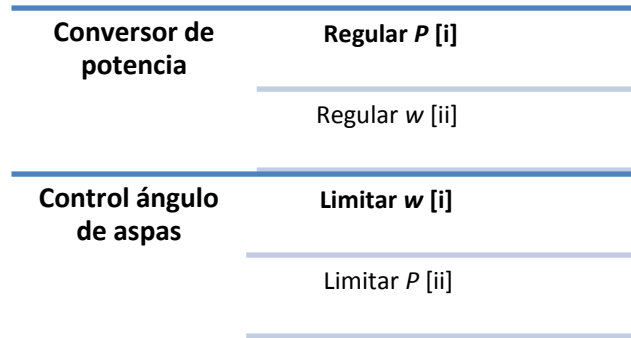 Conversor de
potencia
Regular P [i]
Regular w [ii]
Control ángulo
de aspas
Limitar w [i]
Limitar P [ii]